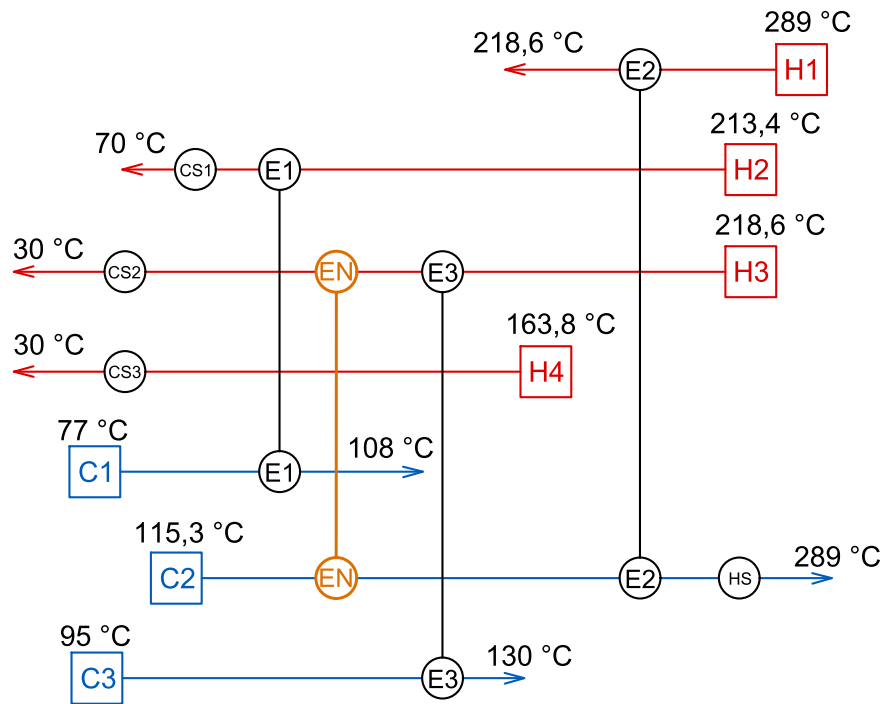 289 °C
218,6 °C
E2
H1
213,4 °C
70 °C
CS1
E1
H2
218,6 °C
30 °C
CS2
EN
E3
H3
163,8 °C
30 °C
CS3
H4
77 °C
108 °C
C1
E1
115,3 °C
289 °C
C2
EN
E2
HS
95 °C
130 °C
C3
E3